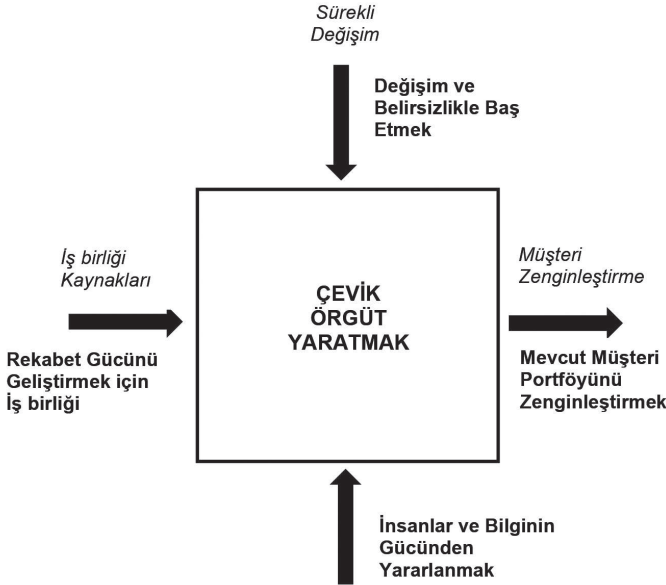 Sürekli
Değişim
Değişim ve
Belirsizlikle Baş
Etmek
İş birliği
Kaynakları
Rekabet Gücünü
Geliştirmek için
İş birliği
ÇEVİK
ÖRGÜT
YARATMAK
Müşteri
Zenginleştirme
Mevcut Müşteri
Portföyünü
Zenginleştirmek
İnsanlar ve Bilginin
Gücünden
Yararlanmak